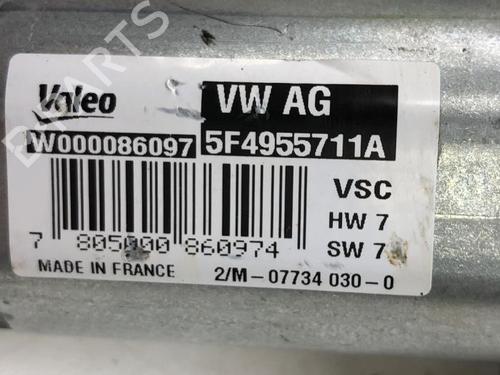 Valeo
VW AG
W000086097
5F4955711A
VSC
HW 7
SW 7
7 805000 860974
MADE IN FRANCE
2/M-07734 030-0